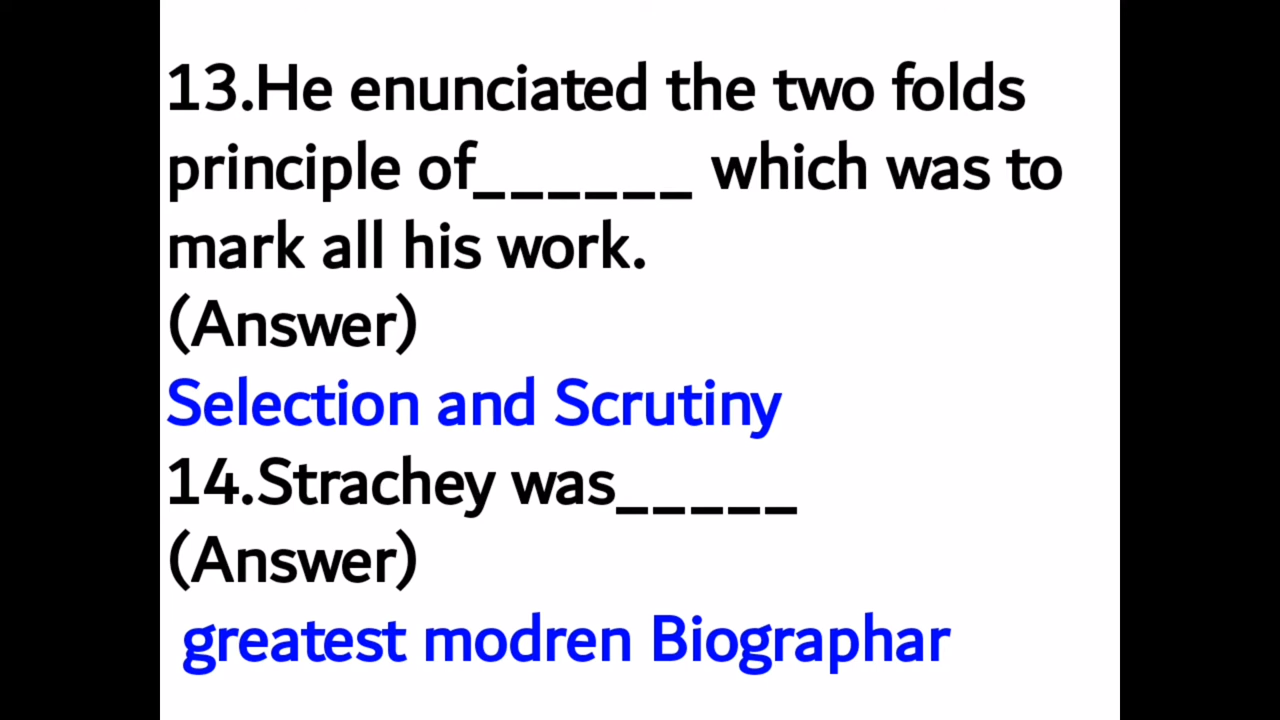 13.He enunciated the two folds
principle of______ which was to
mark all his work.
(Answer)
Selection and Scrutiny
14.Strachey was_____
(Answer)
greatest modren Biographar